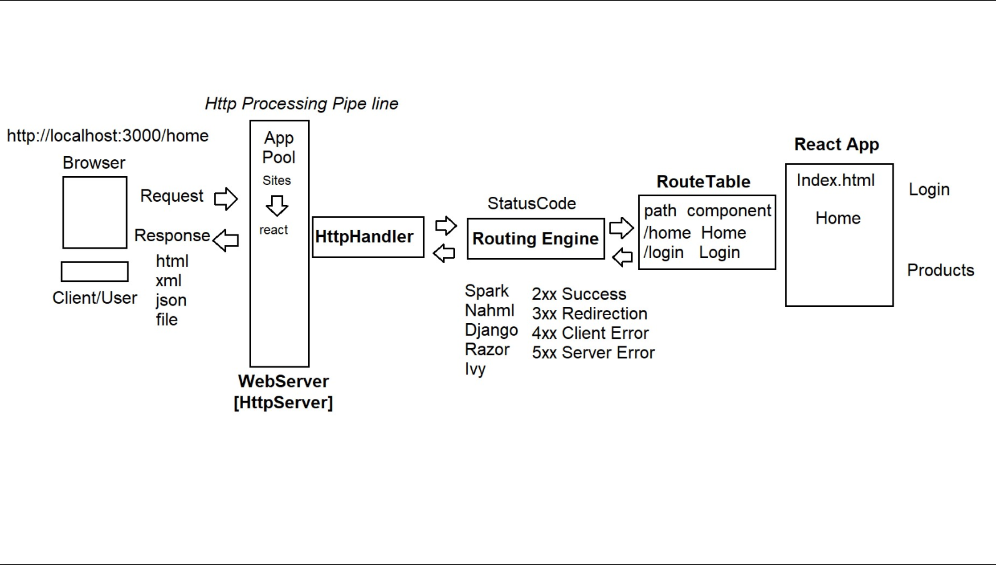 Http Processing Pipe line
http://localhost:3000/home
Browser
Request
Response
html
xml
json
file
Client/User
App
Pool
Sites
react
WebServer
[HttpServer]
HttpHandler
StatusCode
Routing Engine
Spark
Nahml
Django
Razor
Ivy
2xx Success
3xx Redirection
4xx Client Error
5xx Server Error
RouteTable
path component
/home Home
/login Login
React App
Index.html
Home
Login
Products